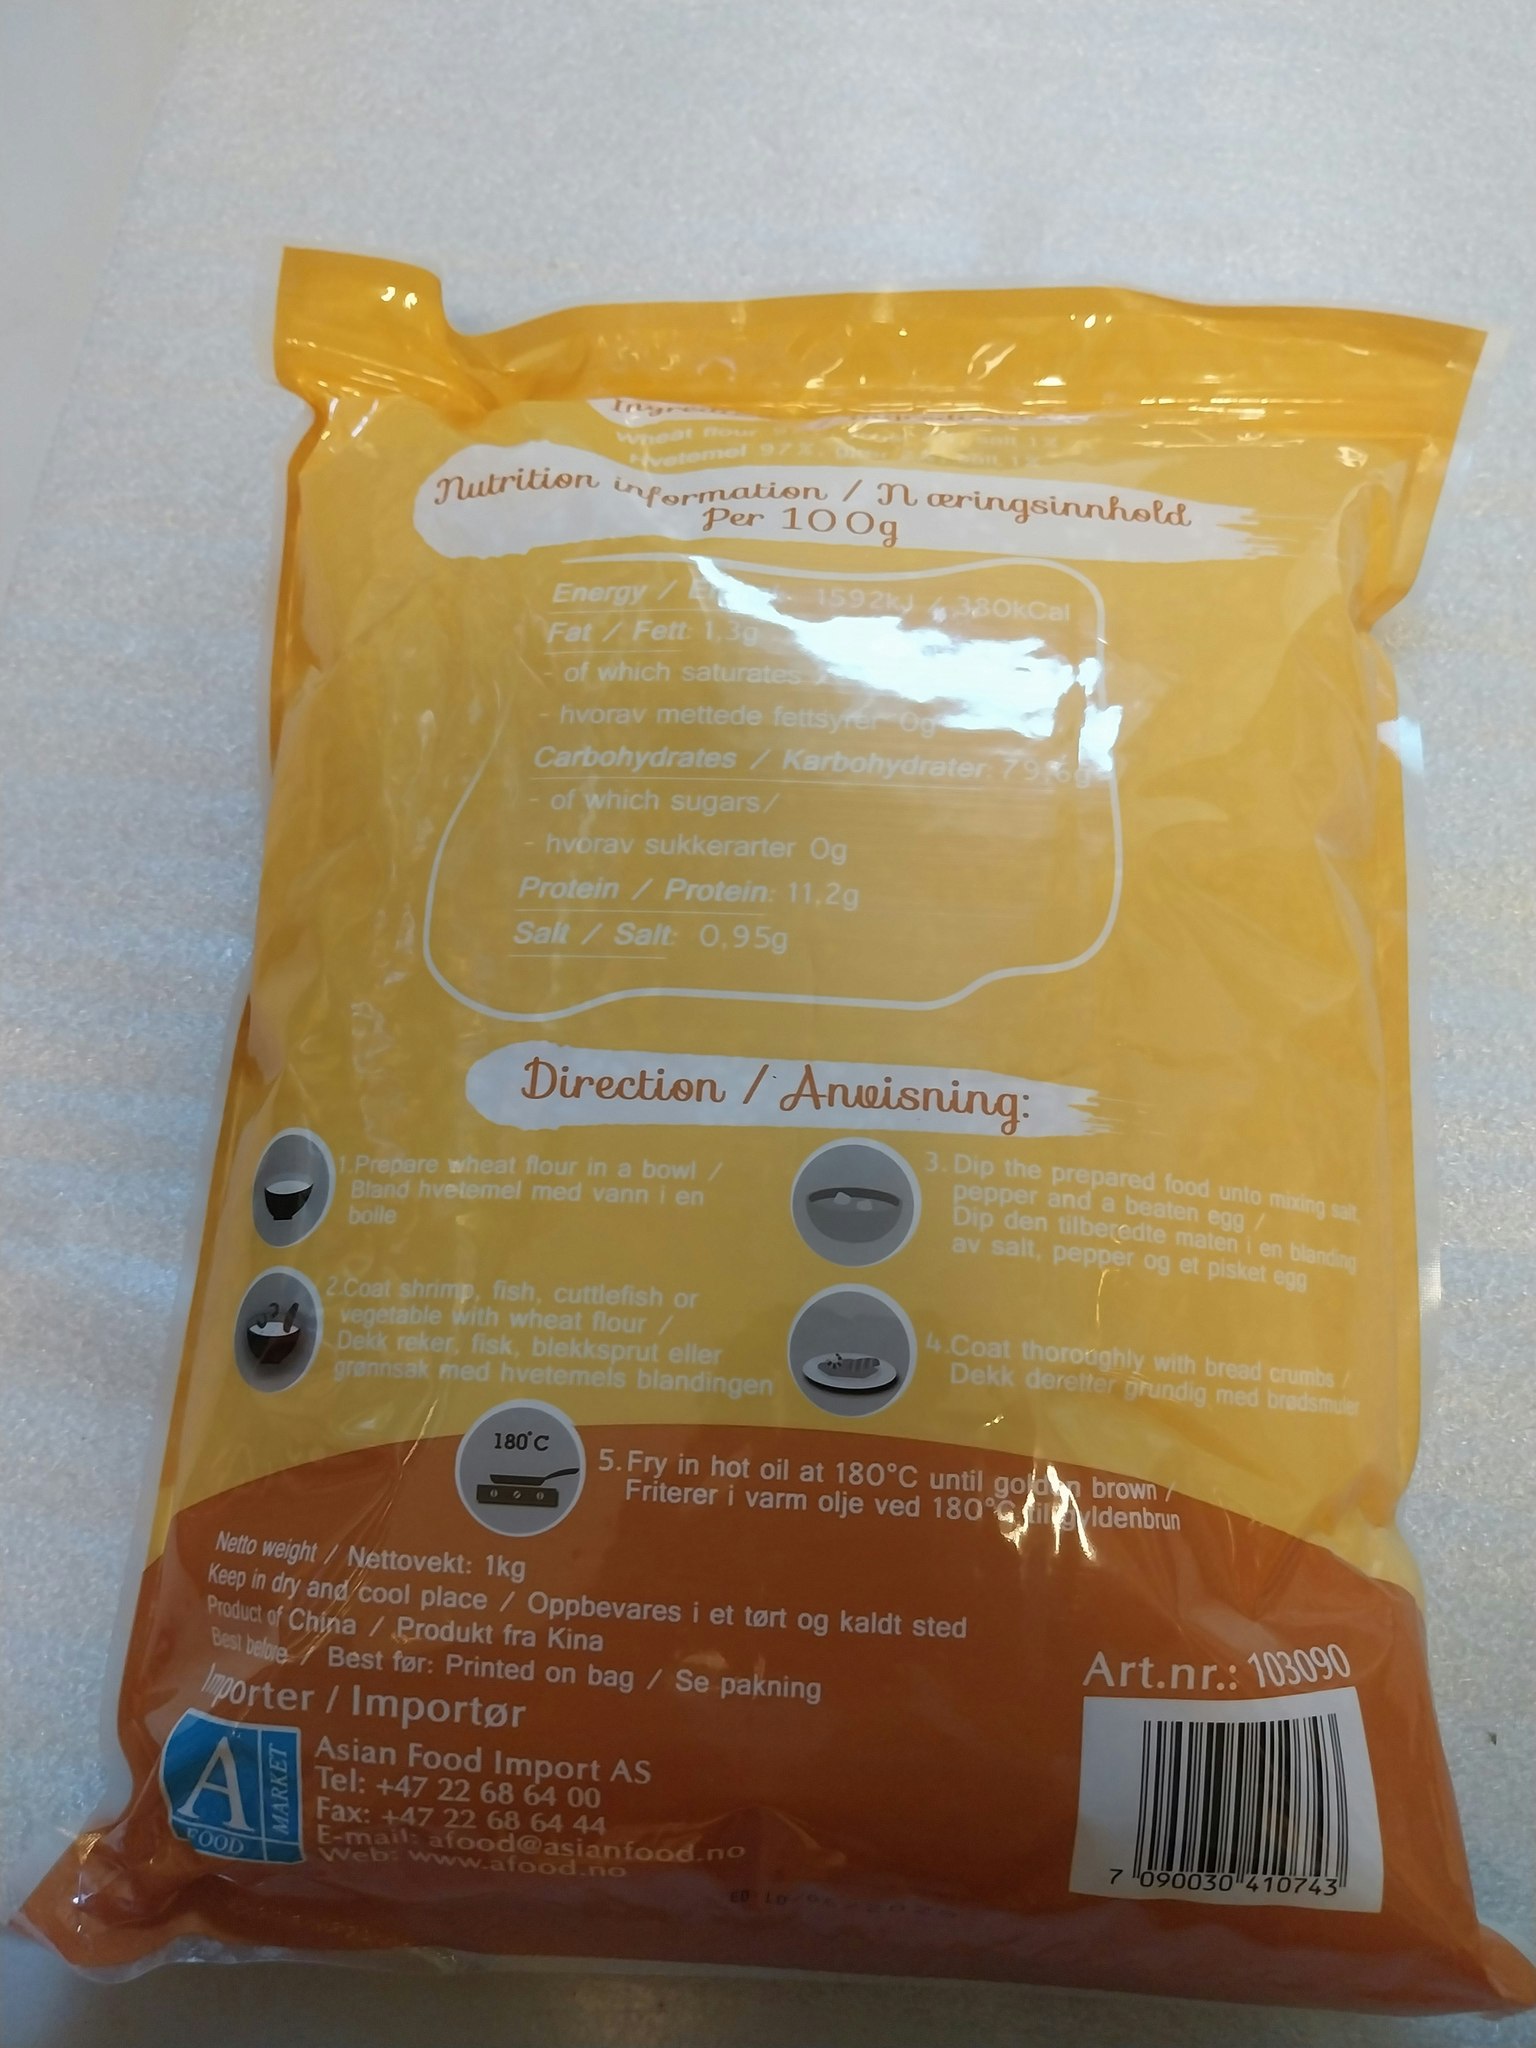 Wheat flour
Hvetemel 97%,
Nutrition information / Næringsinnhold
Per 100g
Energy / 1592kJ / 380kCal
Fat / Fett: 1,3g
- of which saturates /
- hvorav mettede fettsyrer 0g
Carbohydrates / Karbohydrater: 79,6g
- of which sugars/
- hvorav sukkerarter 0g
Protein / Protein: 11,2g
Salt / Salt: 0,95g
Direction / Anvisning:
1.Prepare wheat flour in a bowl /
Bland hvetemel med vann i en
bolle
2.Coat shrimp, fish, cuttlefish or
vegetable with wheat flour /
Dekk reker, fisk, blekksprut eller
grønnsak med hvetemels blandingen
3. Dip the prepared food unto mixing salt,
pepper and a beaten egg /
Dip den tilberedte maten i en blanding
av salt, pepper og et pisket egg
4.Coat thoroughly with bread crumbs /
Dekk deretter grundig med brødsmuler
180°C
5. Fry in hot oil at 180°C until golden brown /
Friterer i varm olje ved 180°C til gyldenbrun
Netto weight / Nettovekt: 1kg
Keep in dry and cool place / Oppbevares i et tørt og kaldt sted
Product of China / Produkt fra Kina
Best before / Best før: Printed on bag / Se pakning
Importer / Importør
A
FOOD
MARKET
Asian Food Import AS
Tel: +47 22 68 64 00
Fax: +47 22 68 64 44
E-mail: afood@asianfood.no
Web: www.afood.no
Art.nr.: 103090
7 090030 410743